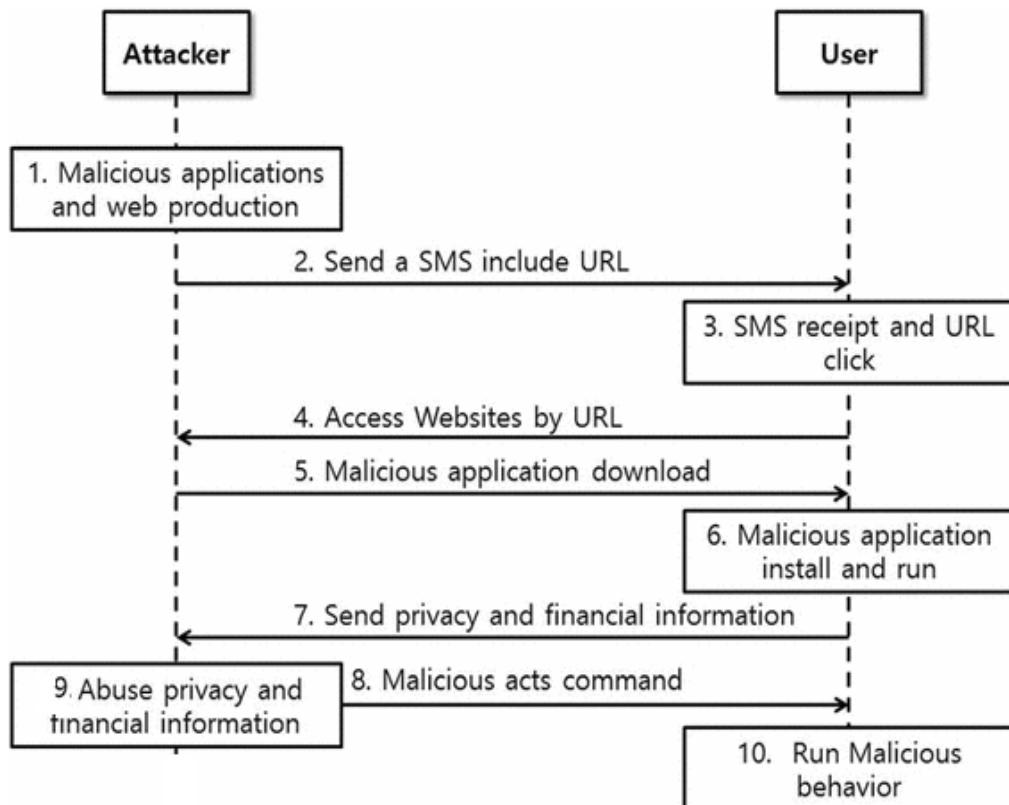 Attacker
User
1. Malicious applications
and web production
2. Send a SMS include URL
3. SMS receipt and URL
click
4. Access Websites by URL
5. Malicious application download
6. Malicious application
install and run
7. Send privacy and financial information
8. Malicious acts command
9. Abuse privacy and
financial information
10. Run Malicious
behavior